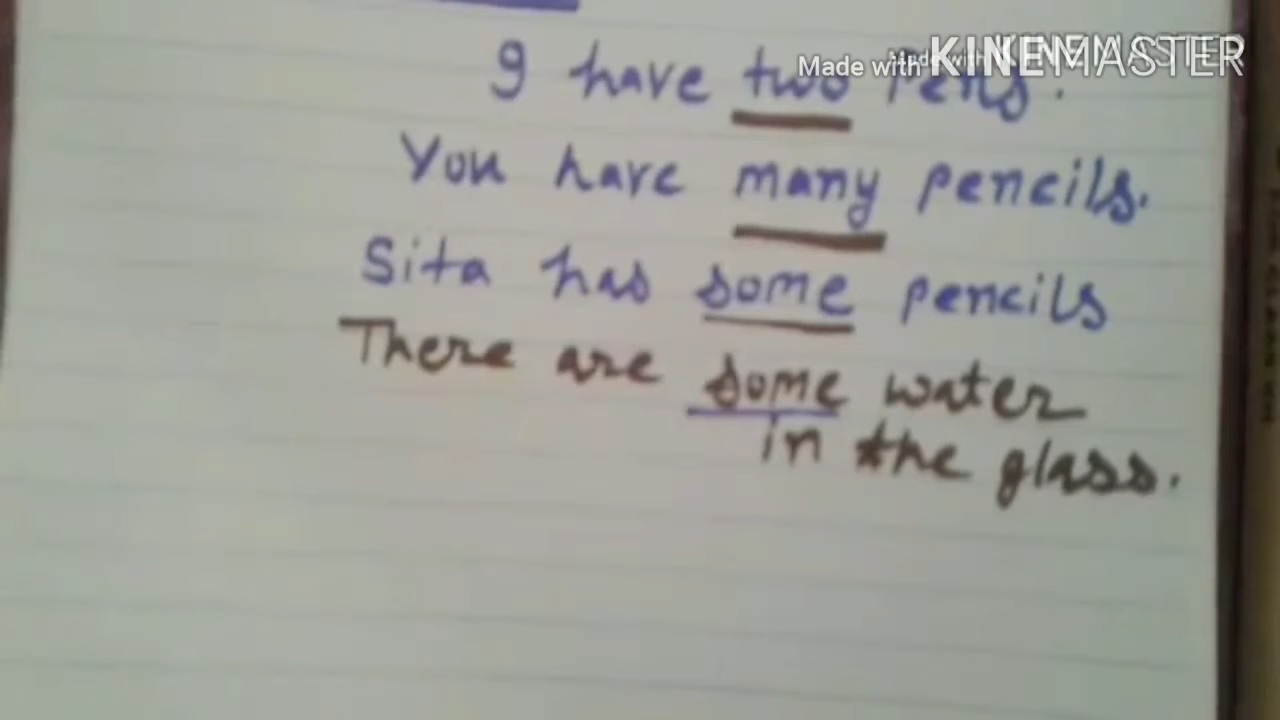 Made with KINEMASTER
I have two Pens.
You have many pencils.
Sita has some pencils
There are some water
in the glass.